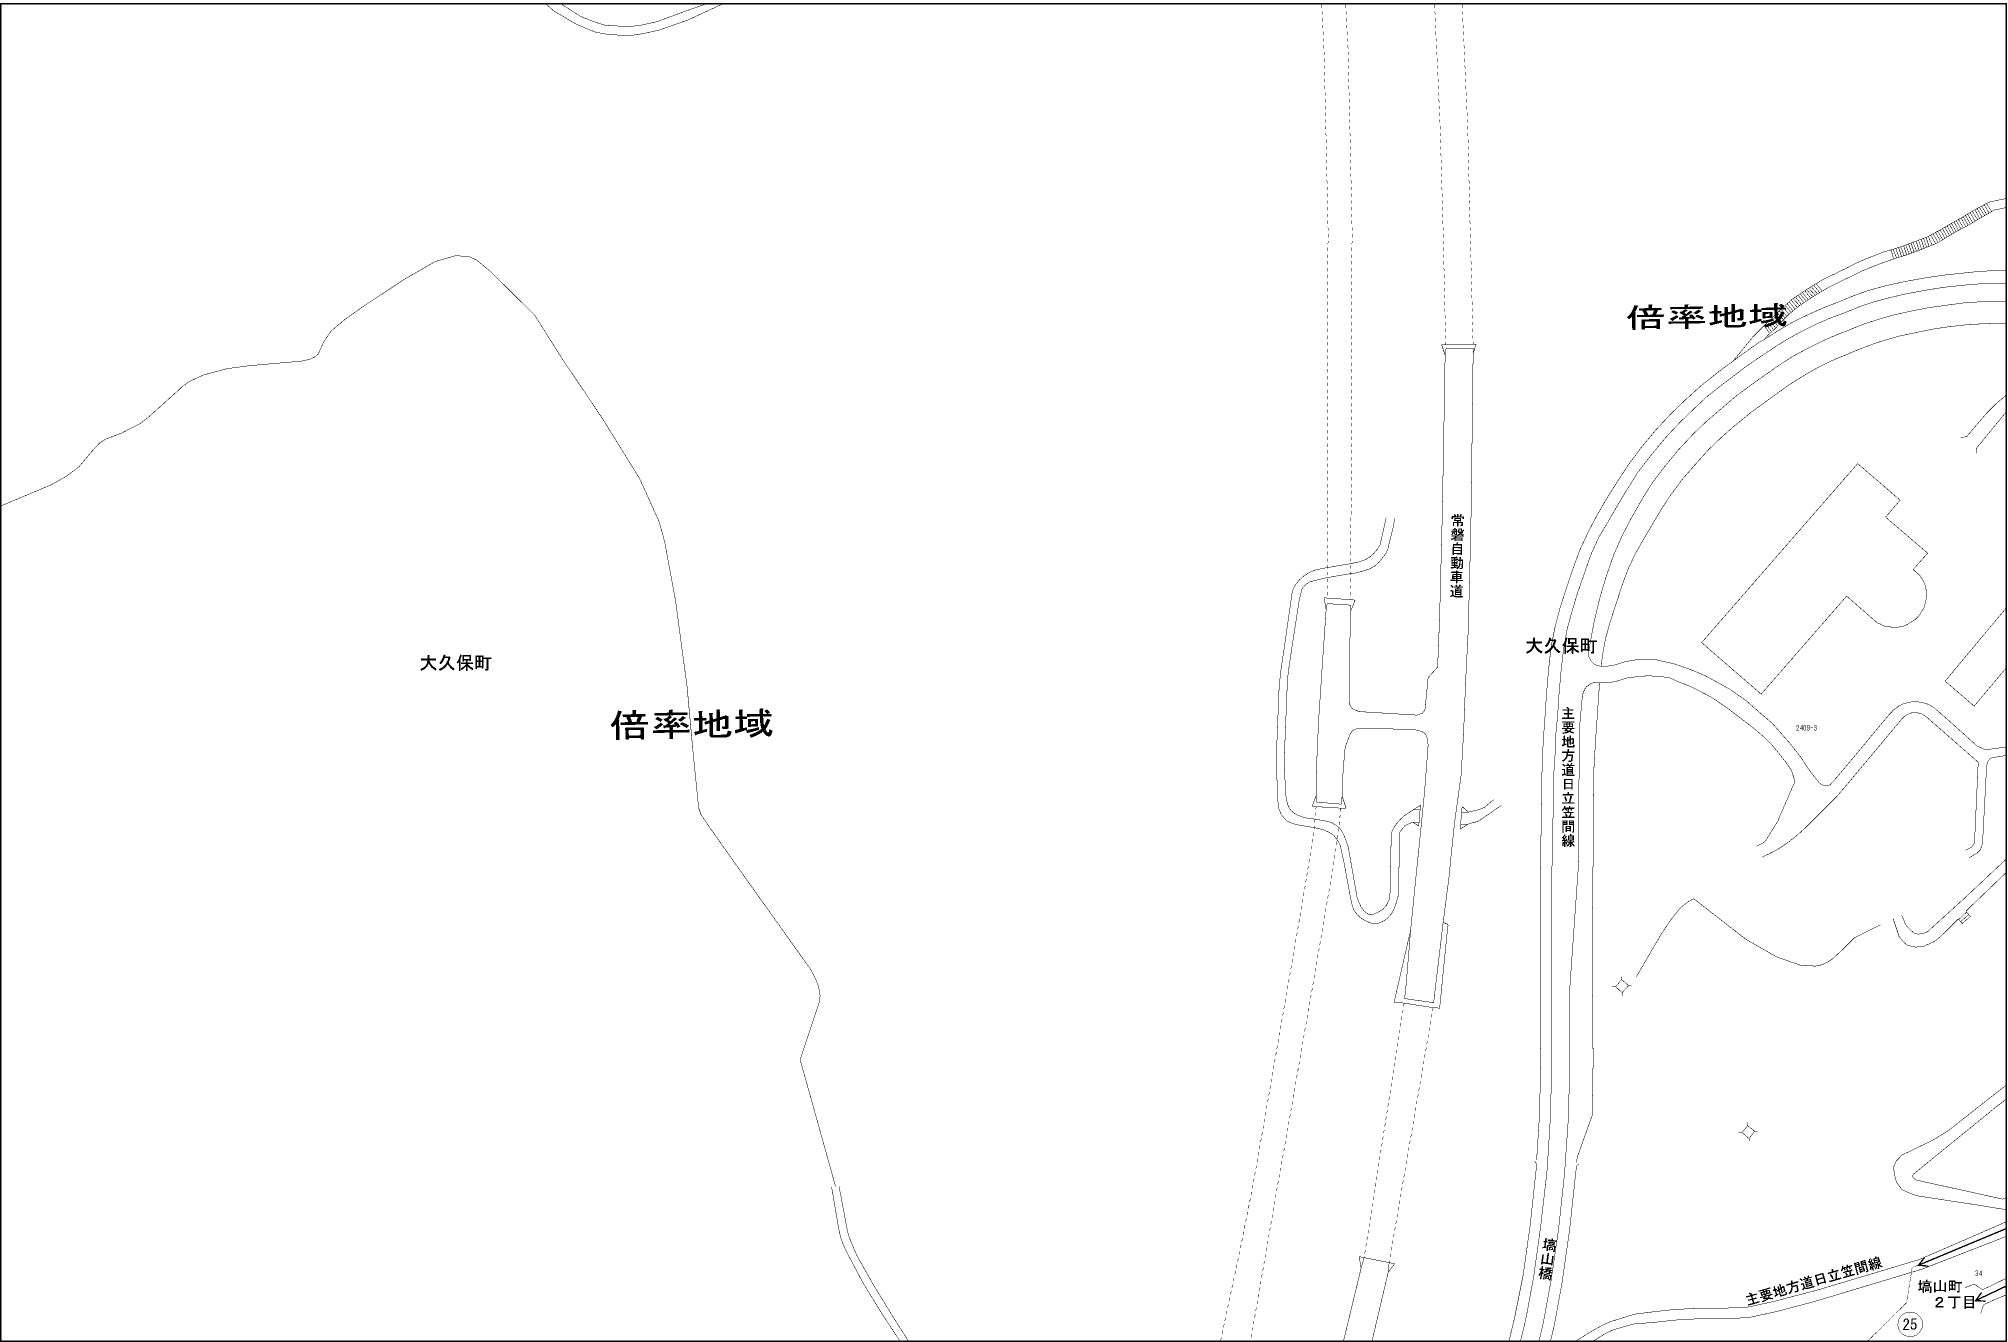 倍率地域
常磐自動車道
大久保町
大久保町
倍率地域
主要地方道日立笠間線
2409-3
塙山橋
主要地方道日立笠間線
34
塙山町
２丁目
25